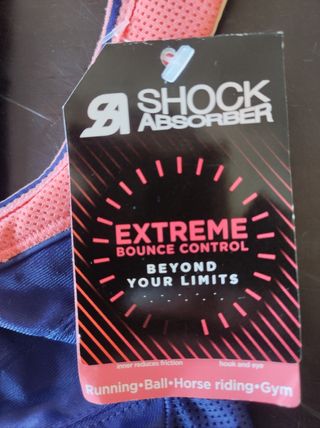 SHOCK
ABSORBER
EXTREME
BOUNCE CONTROL
BEYOND
YOUR LIMITS
inner reduces friction hook and eye
Running•Ball•Horse riding•Gym